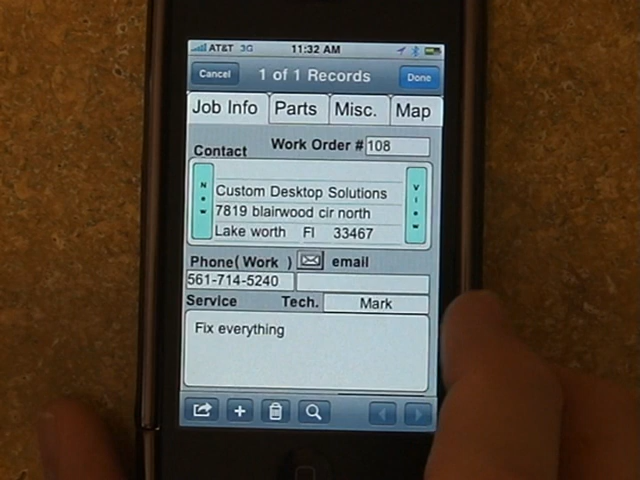 AT&T 3G 11:32 AM
Cancel 1 of 1 Records Done
Job Info Parts Misc. Map
Contact Work Order # 108
New View
Custom Desktop Solutions
7819 blairwood cir north
Lake worth Fl 33467
Phone( Work ) email
561-714-5240
Service Tech. Mark
Fix everything